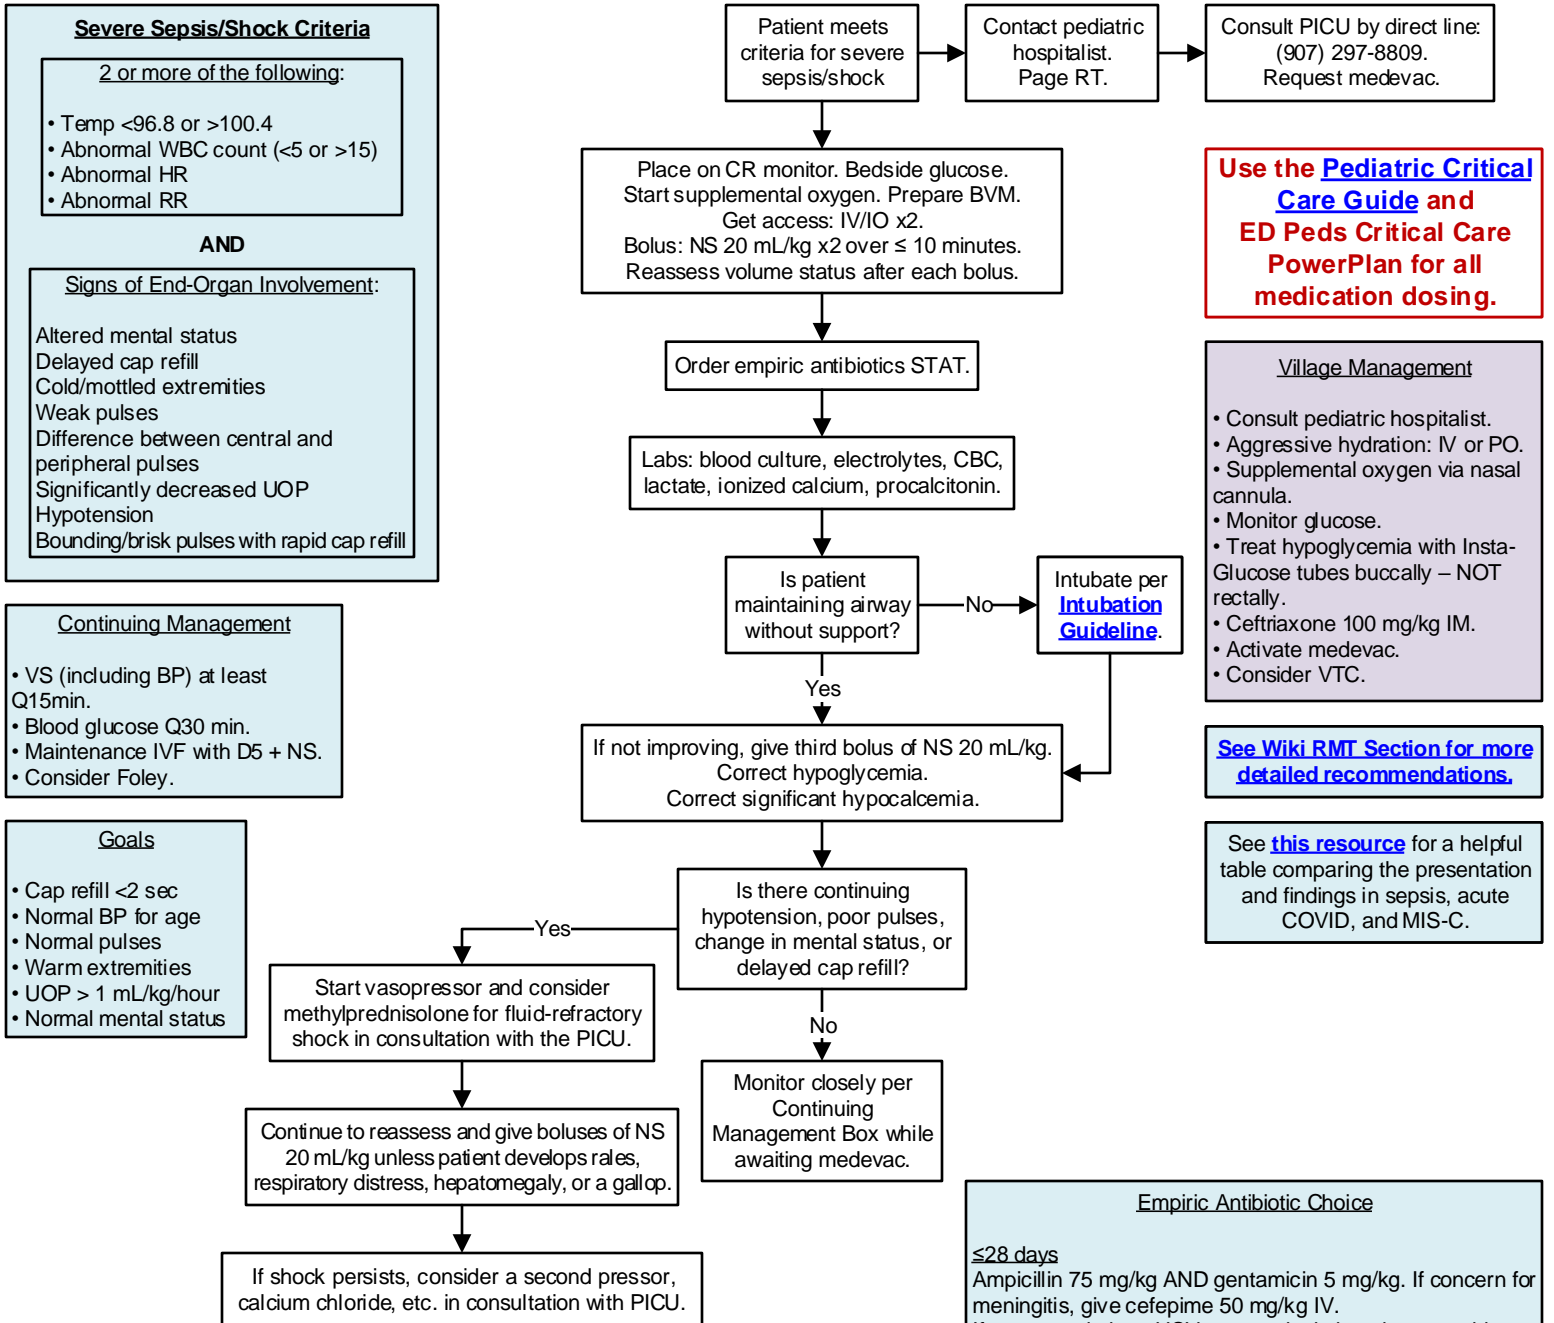 Severe Sepsis/Shock Criteria
2 or more of the following:
• Temp <96.8 or >100.4
• Abnormal WBC count (<5 or >15)
• Abnormal HR
• Abnormal RR
AND
Signs of End-Organ Involvement:
Altered mental status
Delayed cap refill
Cold/mottled extremities
Weak pulses
Difference between central and
peripheral pulses
Significantly decreased UOP
Hypotension
Bounding/brisk pulses with rapid cap refill
Continuing Management
• VS (including BP) at least
Q15min.
• Blood glucose Q30 min.
• Maintenance IVF with D5 + NS.
• Consider Foley.
Goals
• Cap refill <2 sec
• Normal BP for age
• Normal pulses
• Warm extremities
• UOP > 1 mL/kg/hour
• Normal mental status
Patient meets
criteria for severe
sepsis/shock
Contact pediatric
hospitalist.
Page RT.
Consult PICU by direct line:
(907) 297-8809.
Request medevac.
Place on CR monitor. Bedside glucose.
Start supplemental oxygen. Prepare BVM.
Get access: IV/IO x2.
Bolus: NS 20 mL/kg x2 over ≤ 10 minutes.
Reassess volume status after each bolus.
Order empiric antibiotics STAT.
Labs: blood culture, electrolytes, CBC,
lactate, ionized calcium, procalcitonin.
Is patient
maintaining airway
without support?
No
Intubate per
Intubation
Guideline.
Yes
If not improving, give third bolus of NS 20 mL/kg.
Correct hypoglycemia.
Correct significant hypocalcemia.
Is there continuing
hypotension, poor pulses,
change in mental status, or
delayed cap refill?
Yes
Start vasopressor and consider
methylprednisolone for fluid-refractory
shock in consultation with the PICU.
Continue to reassess and give boluses of NS
20 mL/kg unless patient develops rales,
respiratory distress, hepatomegaly, or a gallop.
If shock persists, consider a second pressor,
calcium chloride, etc. in consultation with PICU.
No
Monitor closely per
Continuing
Management Box while
awaiting medevac.
Use the Pediatric Critical
Care Guide and
ED Peds Critical Care
PowerPlan for all
medication dosing.
Village Management
• Consult pediatric hospitalist.
• Aggressive hydration: IV or PO.
• Supplemental oxygen via nasal
cannula.
• Monitor glucose.
• Treat hypoglycemia with Insta-
Glucose tubes buccally – NOT
rectally.
• Ceftriaxone 100 mg/kg IM.
• Activate medevac.
• Consider VTC.
See Wiki RMT Section for more
detailed recommendations.
See this resource for a helpful
table comparing the presentation
and findings in sepsis, acute
COVID, and MIS-C.
Empiric Antibiotic Choice
≤28 days
Ampicillin 75 mg/kg AND gentamicin 5 mg/kg. If concern for
meningitis, give cefepime 50 mg/kg IV.